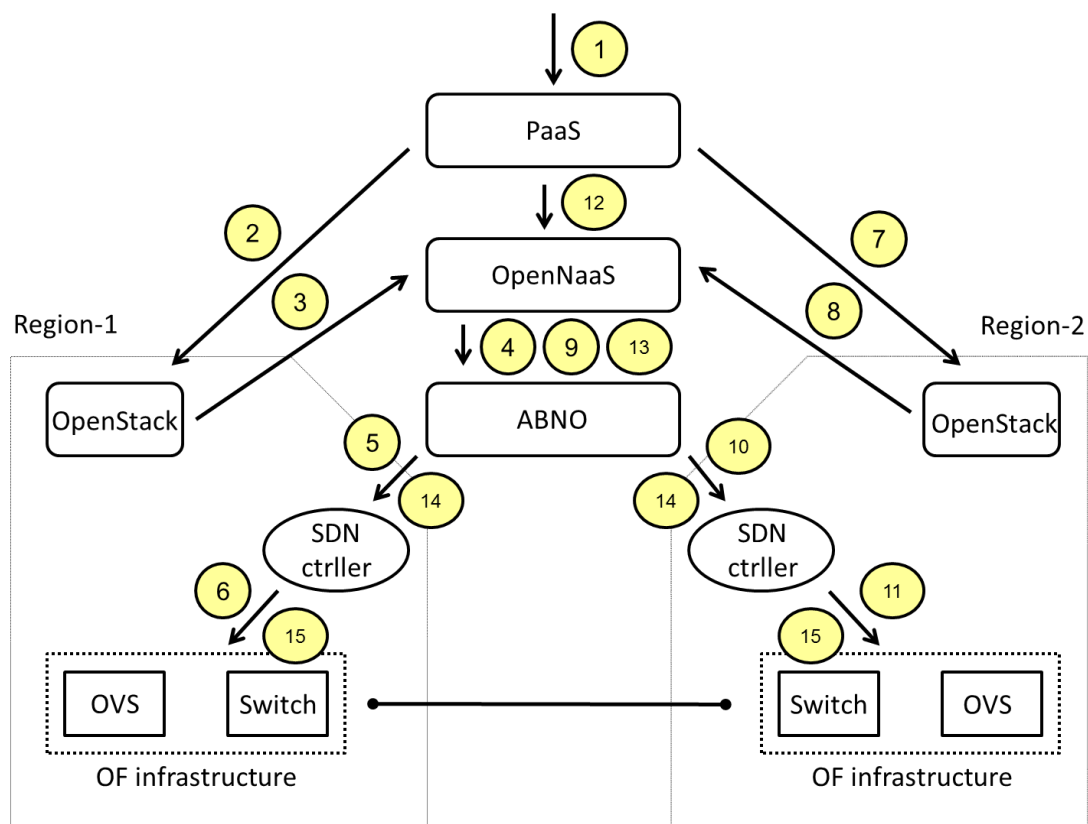 1
PaaS
12
2
7
OpenNaaS
3
8
Region-1
Region-2
4 9 13
OpenStack
ABNO
OpenStack
5
10
14
14
SDN
ctrller
SDN
ctrller
6
11
15
15
OVS
Switch
Switch
OVS
OF infrastructure
OF infrastructure